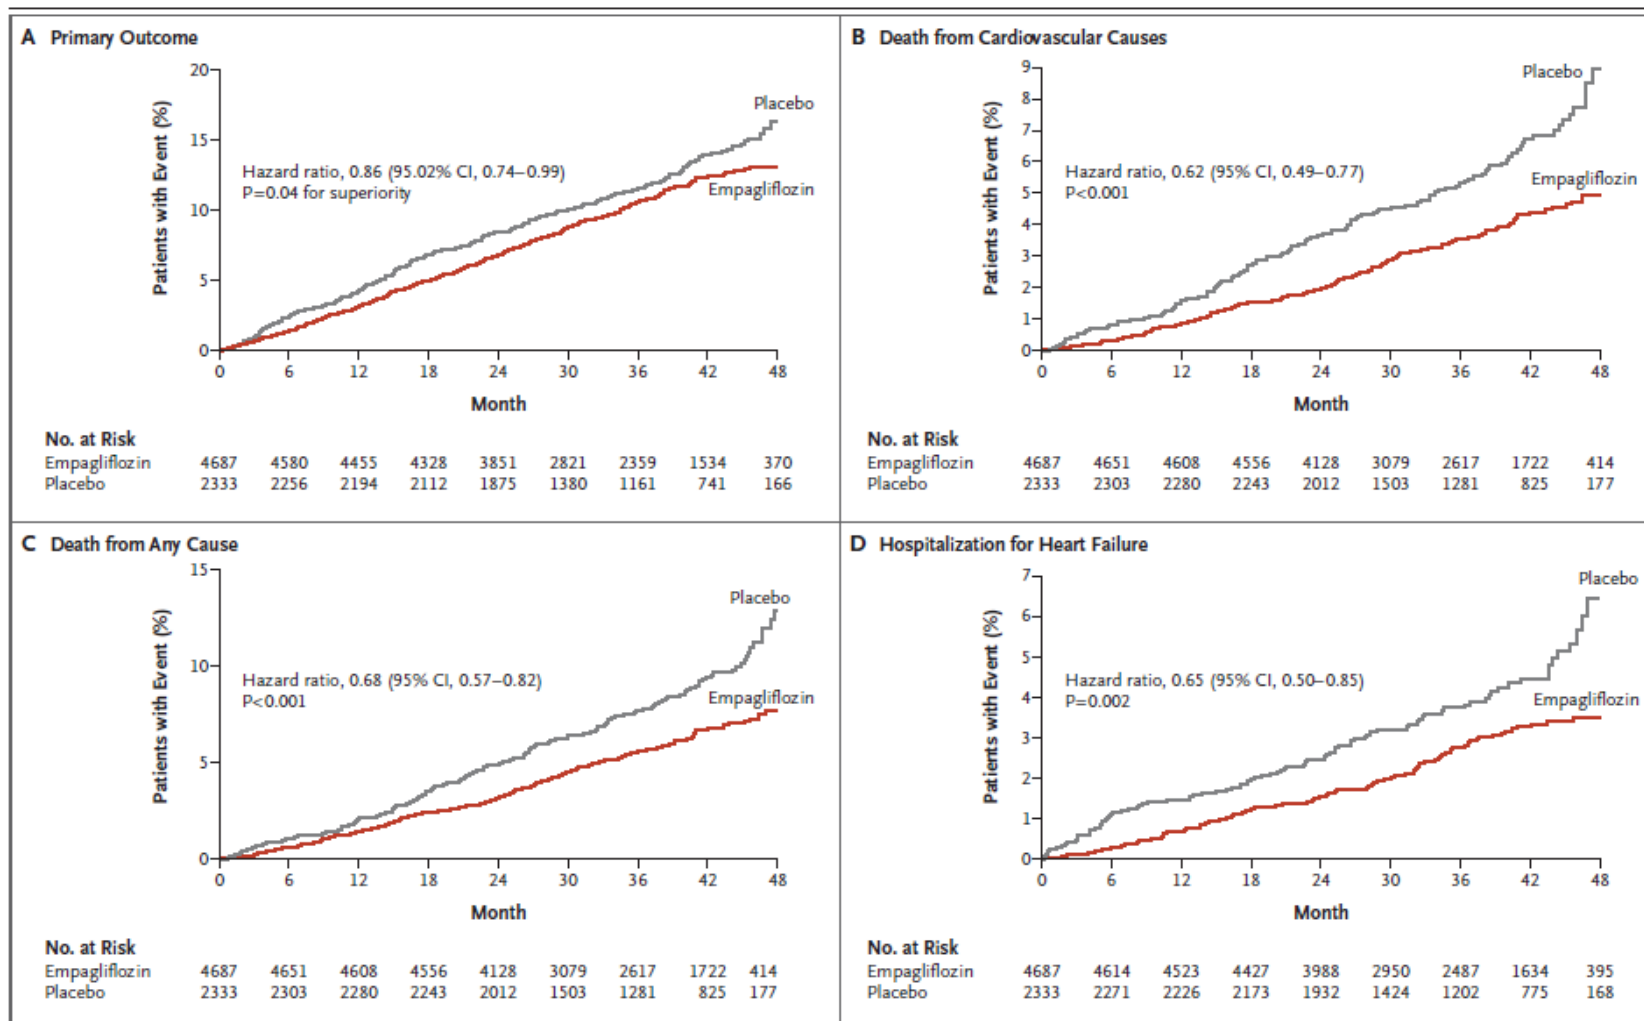 A Primary Outcome
20
15
10
5
0
Patients with Event (%)
Hazard ratio, 0.86 (95.02% CI, 0.74–0.99)
P=0.04 for superiority
Placebo
Empagliflozin
0 6 12 18 24 30 36 42 48
Month
No. at Risk
Empagliflozin 4687 4580 4455 4328 3851 2821 2359 1534 370
Placebo 2333 2256 2194 2112 1875 1380 1161 741 166
B Death from Cardiovascular Causes
9
8
7
6
5
4
3
2
1
0
Patients with Event (%)
Hazard ratio, 0.62 (95% CI, 0.49–0.77)
P<0.001
Placebo
Empagliflozin
0 6 12 18 24 30 36 42 48
Month
No. at Risk
Empagliflozin 4687 4651 4608 4556 4128 3079 2617 1722 414
Placebo 2333 2303 2280 2243 2012 1503 1281 825 177
C Death from Any Cause
15
10
5
0
Patients with Event (%)
Hazard ratio, 0.68 (95% CI, 0.57–0.82)
P<0.001
Placebo
Empagliflozin
0 6 12 18 24 30 36 42 48
Month
No. at Risk
Empagliflozin 4687 4651 4608 4556 4128 3079 2617 1722 414
Placebo 2333 2303 2280 2243 2012 1503 1281 825 177
D Hospitalization for Heart Failure
7
6
5
4
3
2
1
0
Patients with Event (%)
Hazard ratio, 0.65 (95% CI, 0.50–0.85)
P=0.002
Placebo
Empagliflozin
0 6 12 18 24 30 36 42 48
Month
No. at Risk
Empagliflozin 4687 4614 4523 4427 3988 2950 2487 1634 395
Placebo 2333 2271 2226 2173 1932 1424 1202 775 168